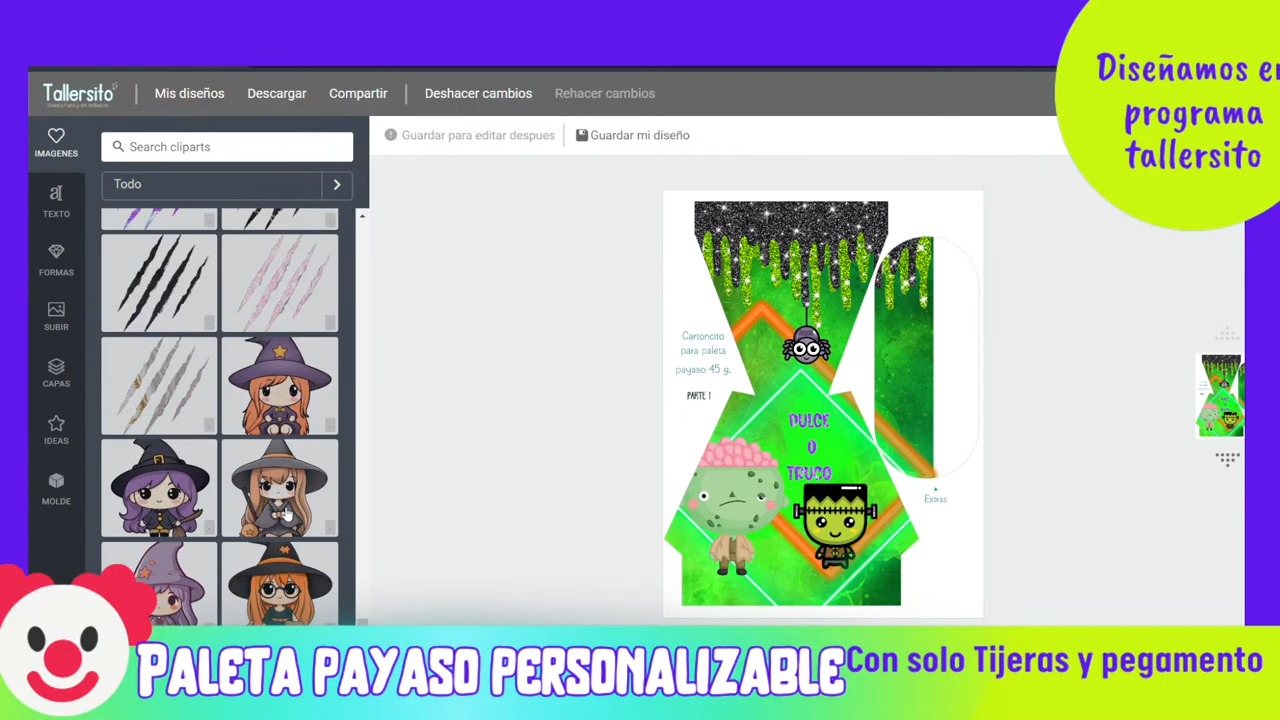 Diseñamos en
programa
tallersito
Tallersito
Mis diseños
Descargar
Compartir
Deshacer cambios
Rehacer cambios
IMAGENES
TEXTO
FORMAS
SUBIR
CAPAS
IDEAS
MOLDE
Search cliparts
Todo
Guardar para editar despues
Guardar mi diseño
Cartoncito
para paleta
payaso 45 g.
PARTE 1
DULCE
O
TRUCO
Extras
PALETA PAYASO PERSONALIZABLE
Con solo Tijeras y pegamento